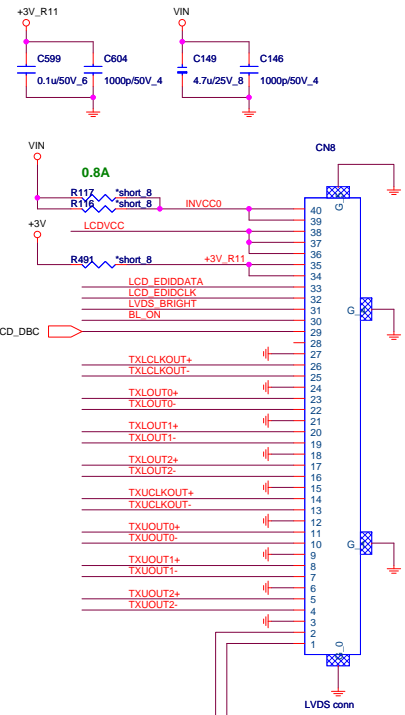 +3V_R11 VIN
C599 C604 C149 C146
0.1u/50V_6 1000p/50V_4 4.7u/25V_8 1000p/50V_4
VIN
CN8
0.8A
G_
R117 *short_8
R116 *short_8 INVCC0
40
39
+3V
LCDVCC 38
37
36
R491 *short_8 +3V_R11 35
34
LCD_EDIDDATA 33
LCD_EDIDCLK 32
LVDS_BRIGHT 31 G_
BL_ON 30
CD_DBC 29
28
27
TXLCLKOUT+ 26
TXLCLKOUT- 25
24
TXLOUT0+ 23
TXLOUT0- 22
21
TXLOUT1+ 20
TXLOUT1- 19
18
TXLOUT2+ 17
TXLOUT2- 16
15
TXUCLKOUT+ 14
TXUCLKOUT- 13
12
TXUOUT0+ 11
TXUOUT0- 10 G_
9
TXUOUT1+ 8
TXUOUT1- 7
6
TXUOUT2+ 5
TXUOUT2- 4
3
2
1
G_0
LVDS conn